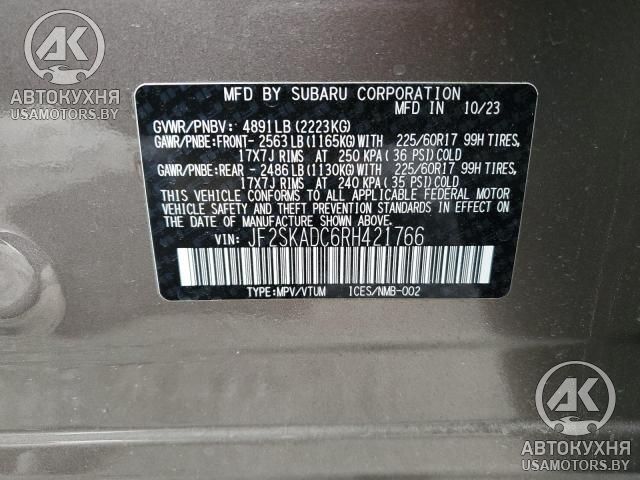 АК
АВТОКУХНЯ
USAMOTORS.BY
MFD BY SUBARU CORPORATION
MFD IN 10/23
GVWR/PNBV: 4891LB (2223KG)
GAWR/PNBE:FRONT- 2563 LB (1165KG) WITH 225/60R17 99H TIRES,
17X7J RIMS AT 250 KPA (36 PSI) COLD
GAWR/PNBE:REAR - 2486 LB (1130KG) WITH 225/60R17 99H TIRES,
17X7J RIMS AT 240 KPA (35 PSI) COLD
THIS VEHICLE CONFORMS TO ALL APPLICABLE FEDERAL MOTOR
VEHICLE SAFETY AND THEFT PREVENTION STANDARDS IN EFFECT ON
THE DATE OF MANUFACTURE SHOWN ABOVE.
VIN: JF2SKADC6RH421766
TYPE:MPV/VTUM ICES/NMB-002
АК
АВТОКУХНЯ
USAMOTORS.BY